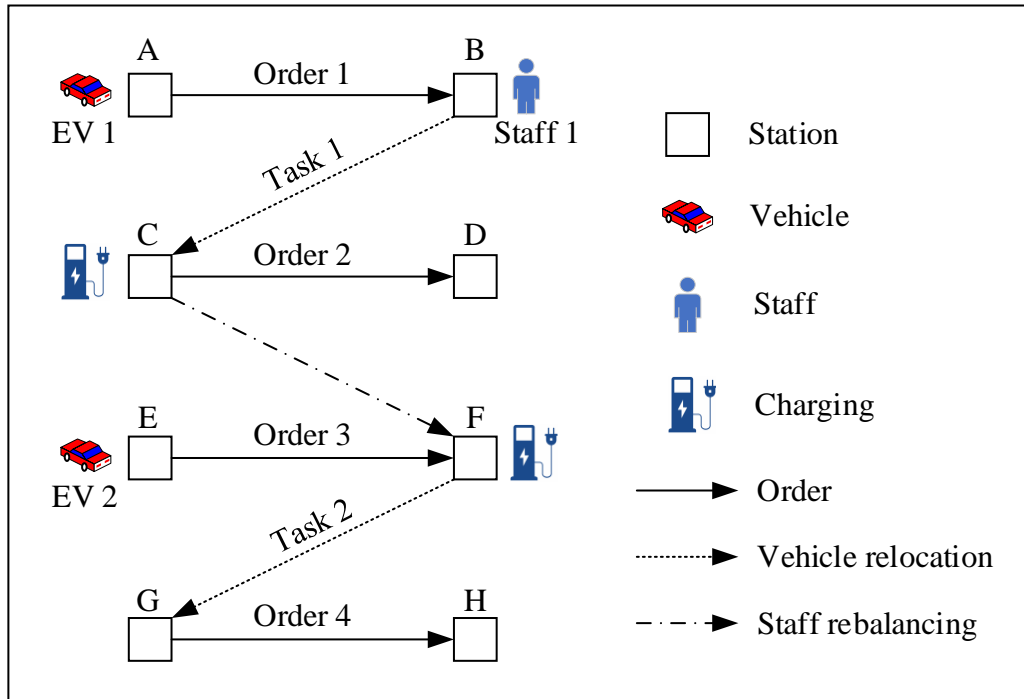 A
B
Order 1
EV 1
Staff 1
Task 1
C
D
Order 2
E
F
Order 3
EV 2
Task 2
G
H
Order 4
Station
Vehicle
Staff
Charging
Order
Vehicle relocation
Staff rebalancing